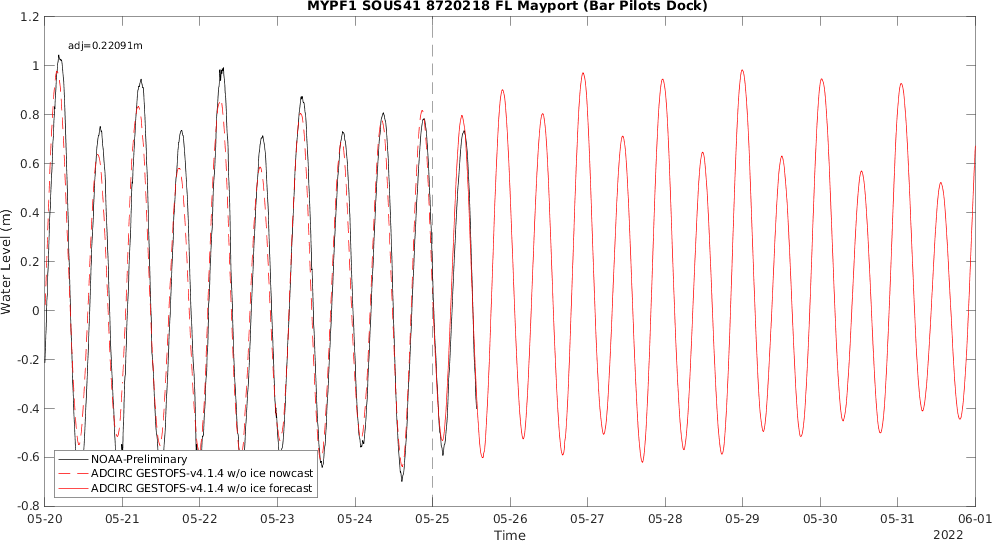 MYPF1 SOUS41 8720218 FL Mayport (Bar Pilots Dock)
adj=0.22091m
Water Level (m)
1.2
1
0.8
0.6
0.4
0.2
0
-0.2
-0.4
-0.6
-0.8
NOAA-Preliminary
ADCIRC GESTOFS-v4.1.4 w/o ice nowcast
ADCIRC GESTOFS-v4.1.4 w/o ice forecast
05-20 05-21 05-22 05-23 05-24 05-25 05-26 05-27 05-28 05-29 05-30 05-31 06-01
Time
2022